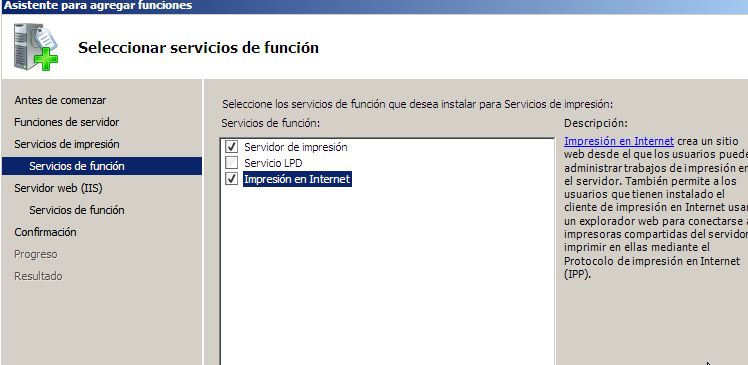 Asistente para agregar funciones
Seleccionar servicios de función
Antes de comenzar
Funciones de servidor
Servicios de impresión
Servicios de función
Servidor web (IIS)
Servicios de función
Confirmación
Progreso
Resultado
Seleccione los servicios de función que desea instalar para Servicios de impresión:
Servicios de función:
Servidor de impresión
Servicio LPD
Impresión en Internet
Descripción:
Impresión en Internet crea un sitio
web desde el que los usuarios puede
administrar trabajos de impresión en
el servidor. También permite a los
usuarios que tienen instalado el
cliente de impresión en Internet usa
un explorador web para conectarse a
impresoras compartidas del servidor
imprimir en ellas mediante el
Protocolo de impresión en Internet
(IPP).